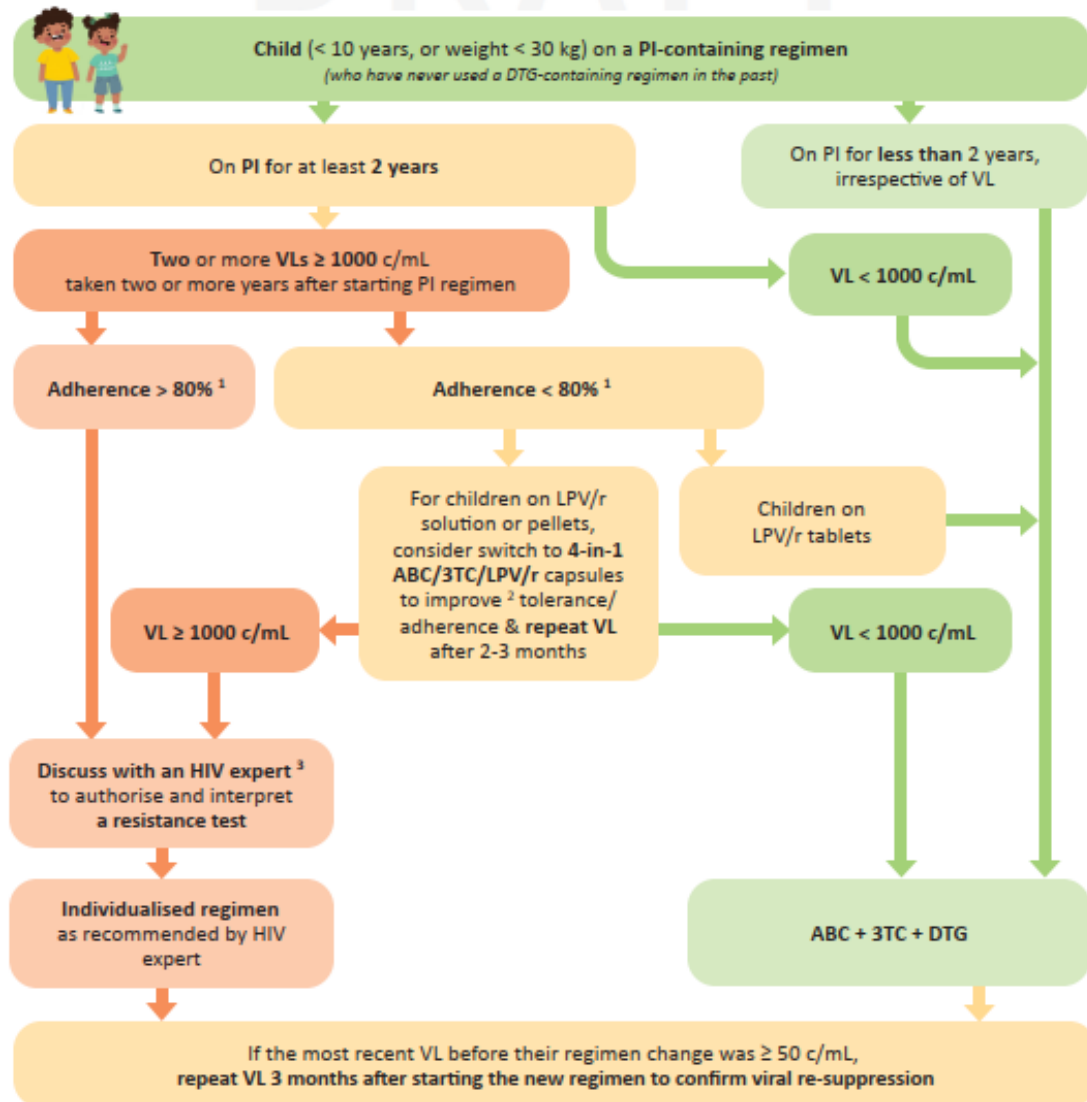 DRAFT
Child (< 10 years, or weight < 30 kg) on a PI-containing regimen
(who have never used a DTG-containing regimen in the past)
On PI for at least 2 years
On PI for less than 2 years,
irrespective of VL
Two or more VLs ≥ 1000 c/mL
taken two or more years after starting PI regimen
VL < 1000 c/mL
Adherence > 80% ¹
Adherence < 80% ¹
For children on LPV/r
solution or pellets,
consider switch to 4-in-1
ABC/3TC/LPV/r capsules
to improve ² tolerance/
adherence & repeat VL
after 2-3 months
Children on
LPV/r tablets
VL ≥ 1000 c/mL
VL < 1000 c/mL
Discuss with an HIV expert ³
to authorise and interpret
a resistance test
Individualised regimen
as recommended by HIV
expert
ABC + 3TC + DTG
If the most recent VL before their regimen change was ≥ 50 c/mL,
repeat VL 3 months after starting the new regimen to confirm viral re-suppression